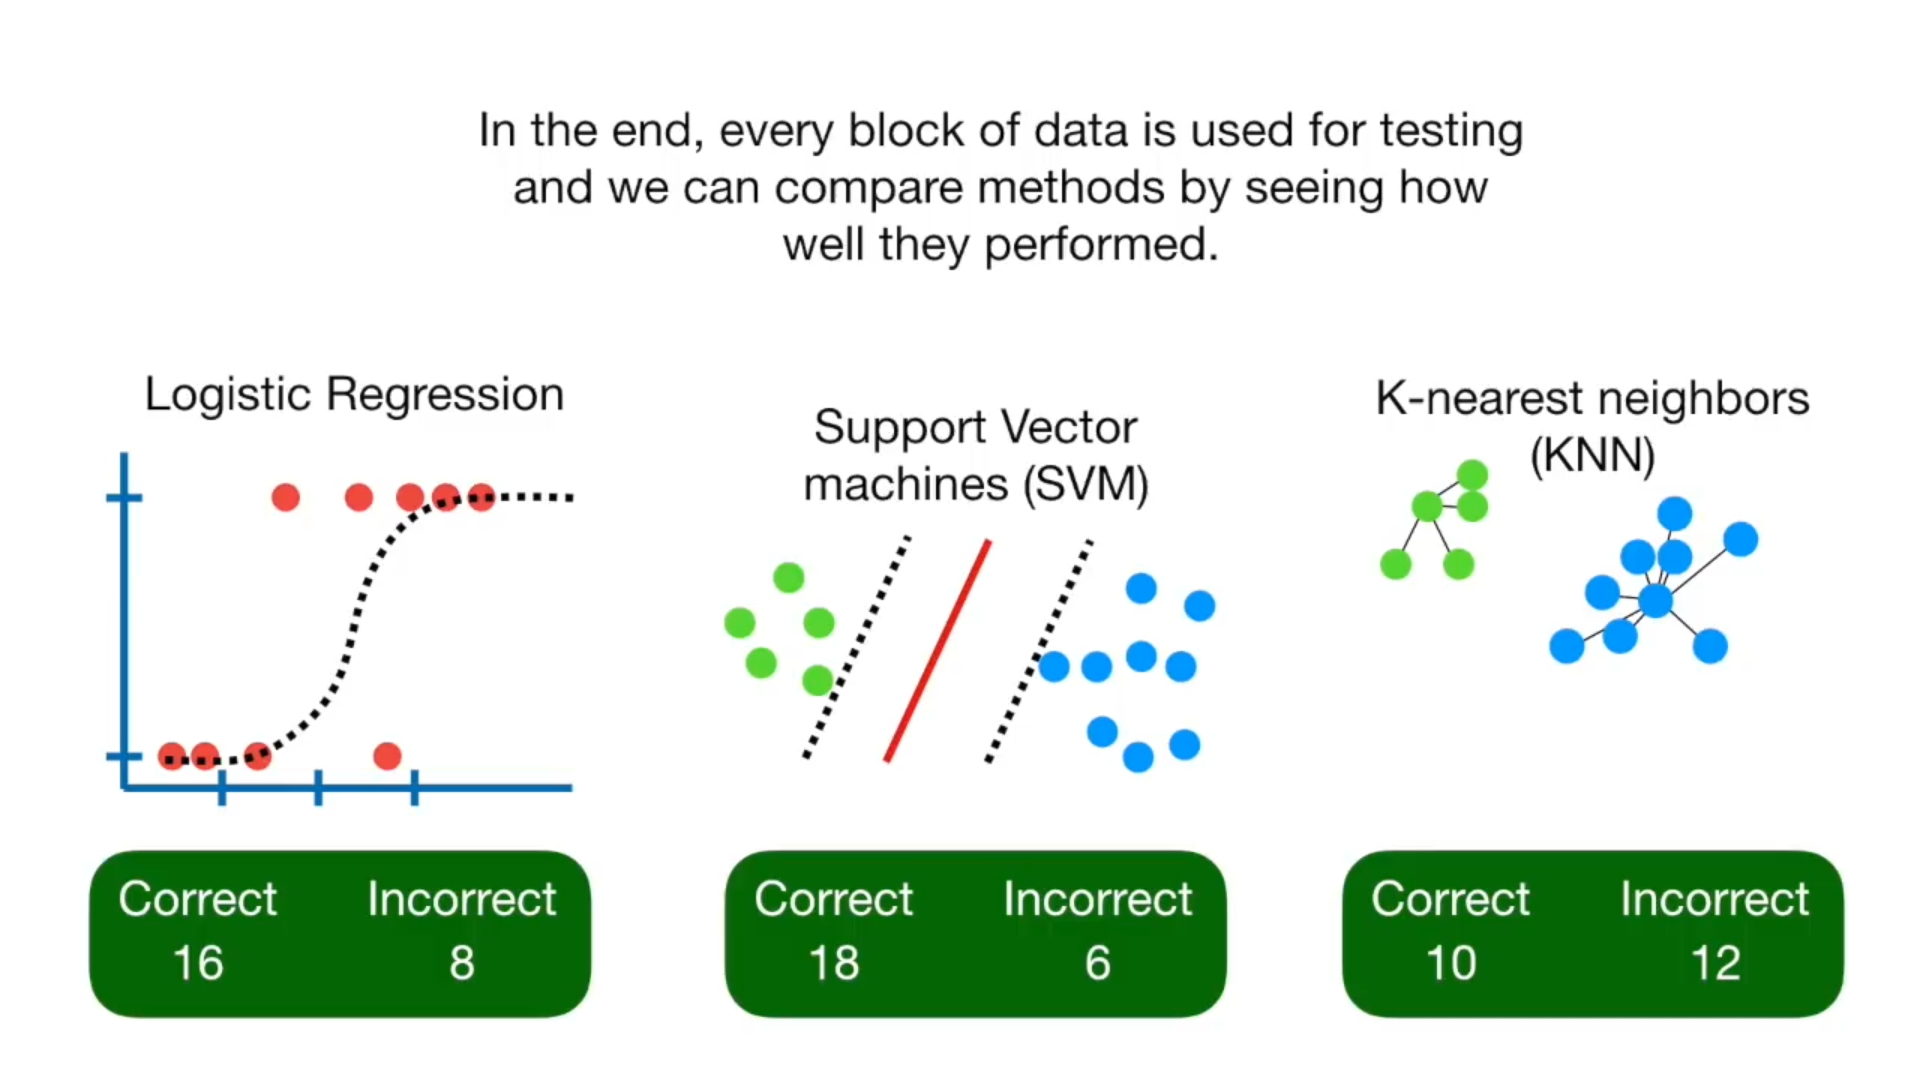 In the end, every block of data is used for testing
and we can compare methods by seeing how
well they performed.
Logistic Regression
Support Vector
machines (SVM)
K-nearest neighbors
(KNN)
Correct Incorrect
16 8
Correct Incorrect
18 6
Correct Incorrect
10 12